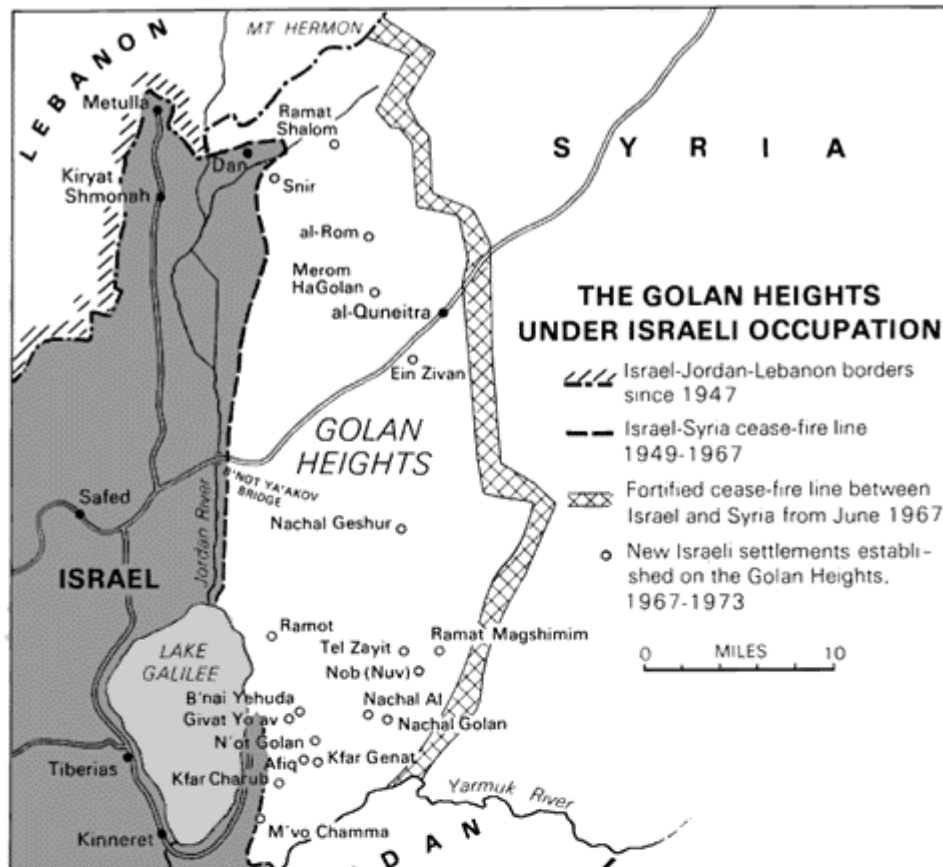 LEBANON
MT HERMON
Metulla
Ramat
Shalom
SYRIA
Dan
Kiryat
Shmonah
Snir
al-Rom
Merom
HaGolan
al-Quneitra
THE GOLAN HEIGHTS
UNDER ISRAELI OCCUPATION
Ein Zivan
Israel-Jordan-Lebanon borders
since 1947
GOLAN
HEIGHTS
Israel-Syria cease-fire line
1949-1967
B'NOT YA'AKOV
BRIDGE
Safed
Jordan River
Nachal Geshur
Fortified cease-fire line between
Israel and Syria from June 1967
ISRAEL
New Israeli settlements establi-
shed on the Golan Heights,
1967-1973
Ramot
LAKE
GALILEE
Tel Zayit
Ramat Magshimim
MILES
0 10
Nob (Nuv)
B'nai Yehuda
Nachal Al
Givat Yo'av
Nachal Golan
N'ot Golan
Tiberias
Afiq
Kfar Genat
Kfar Charub
Yarmuk River
Kinneret
M'vo Chamma
DAN